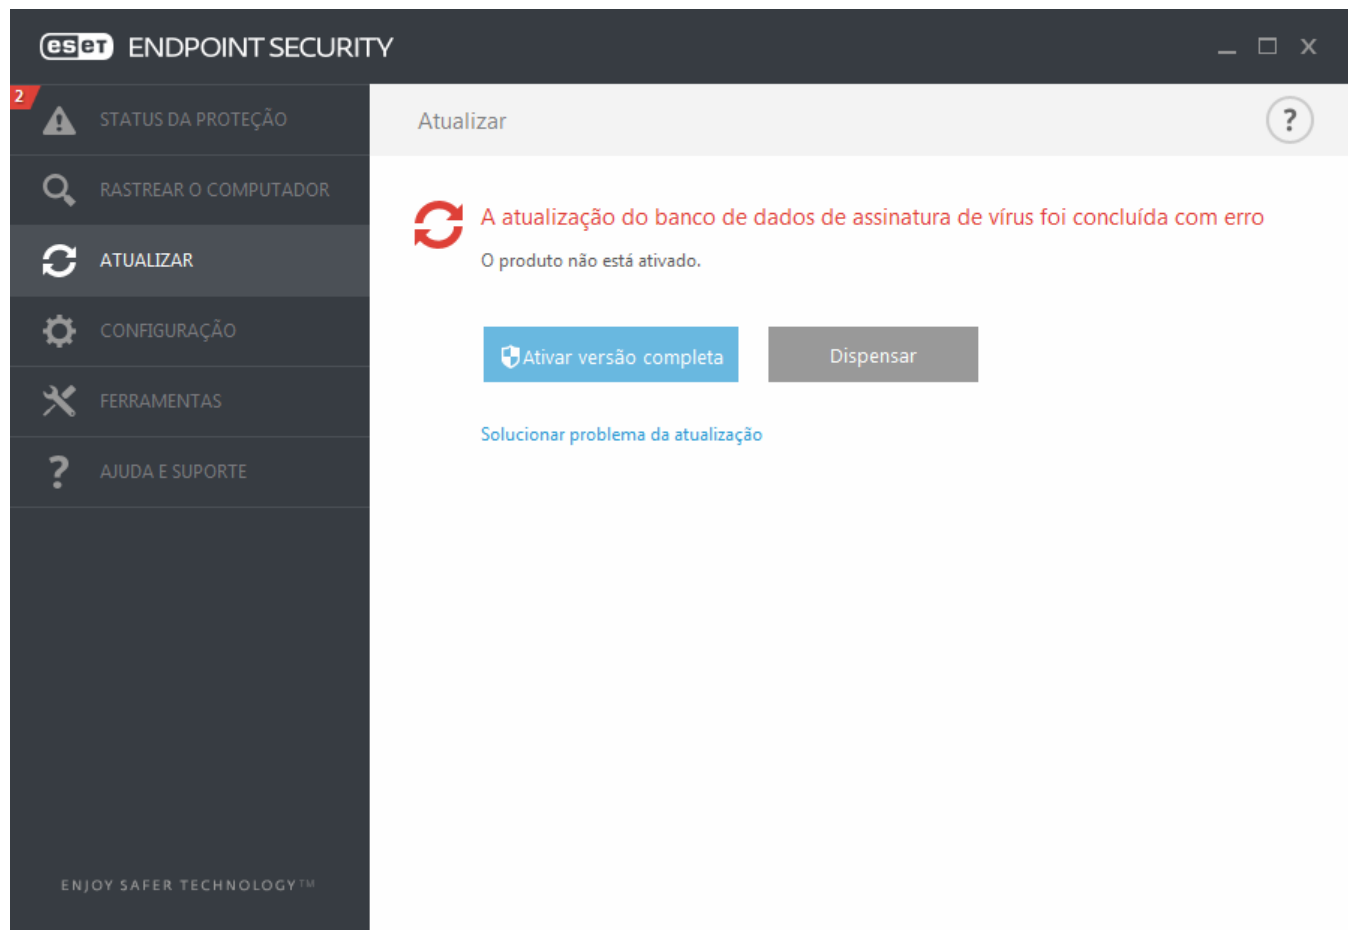 eset ENDPOINT SECURITY
2
STATUS DA PROTEÇÃO
RASTREAR O COMPUTADOR
ATUALIZAR
CONFIGURAÇÃO
FERRAMENTAS
? AJUDA E SUPORTE
ENJOY SAFER TECHNOLOGY™
Atualizar
?
A atualização do banco de dados de assinatura de vírus foi concluída com erro
O produto não está ativado.
Ativar versão completa
Dispensar
Solucionar problema da atualização